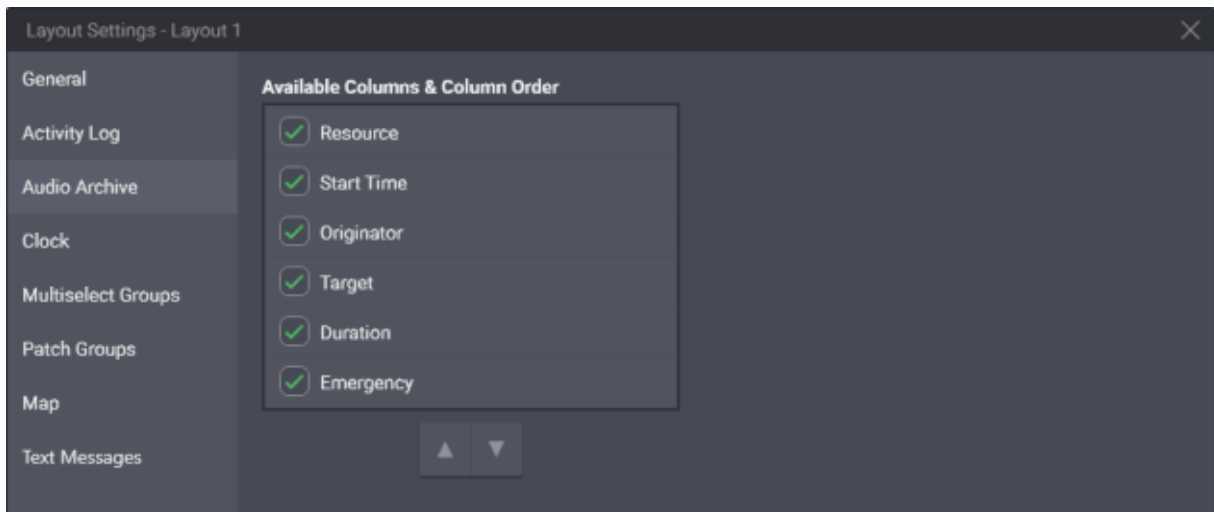 Layout Settings - Layout 1
General
Activity Log
Audio Archive
Clock
Multiselect Groups
Patch Groups
Map
Text Messages
Available Columns & Column Order
Resource
Start Time
Originator
Target
Duration
Emergency